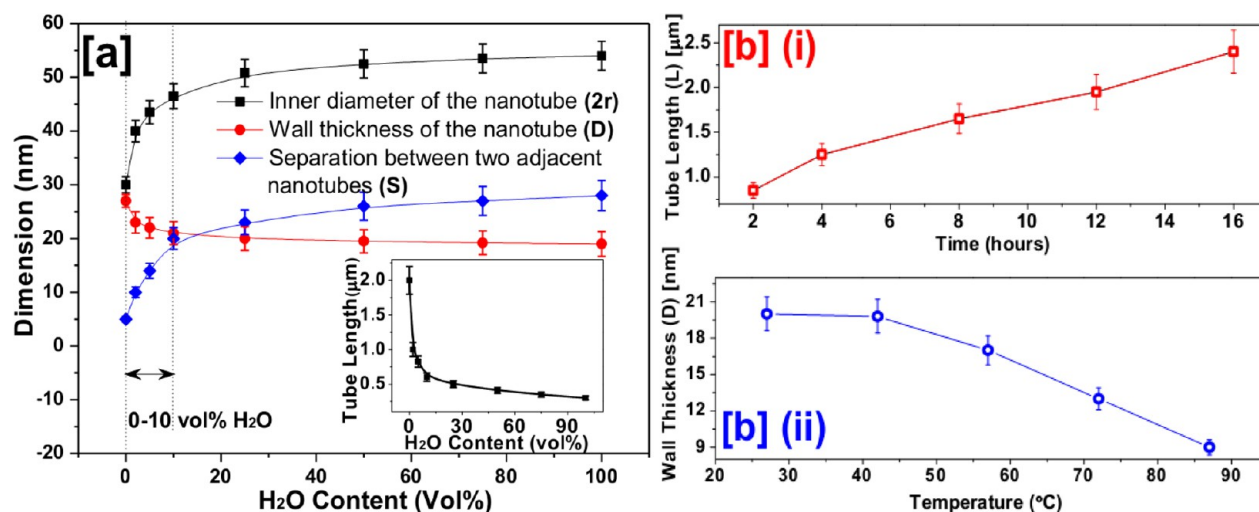 [a]
60
50
40
30
20
10
0
-10
-20
Dimension (nm)
Inner diameter of the nanotube (2r)
Wall thickness of the nanotube (D)
Separation between two adjacent
nanotubes (S)
0-10 vol% H₂O
0 20 40 60 80 100
H₂O Content (Vol%)
Tube Length(μm)
2.0
1.5
1.0
0.5
0 30 60 90
H₂O Content (vol%)
[b] (i)
Tube Length (L) [μm]
2.5
2.0
1.5
1.0
2 4 6 8 10 12 14 16
Time (hours)
Wall Thickness (D) [nm]
21
18
15
12
9
[b] (ii)
20 30 40 50 60 70 80 90
Temperature (°C)